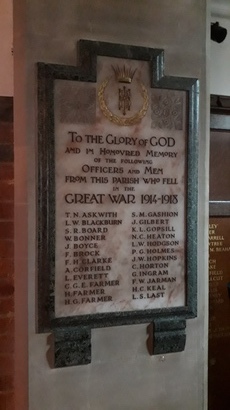 TO THE GLORY OF GOD
AND IN HONOURED MEMORY
OF THE FOLLOWING
OFFICERS AND MEN
FROM THIS PARISH WHO FELL
IN THE
GREAT WAR 1914-1918
T. N. ASKWITH
L. W. BLACKBURN
S. R. BOARD
W. BONNER
J. BOYCE
F. BROCK
F. H. CLARKE
A. CORFIELD
L. EVERETT
C. G. E. FARMER
H. FARMER
H. G. FARMER
S. M. GASHION
J. GILBERT
K. L. GOPSILL
N. C. HEATON
L. W. HODGSON
P. G. HOLMES
J. W. HOPKINS
C. HORTON
G. INGRAM
F. W. JARMAN
H. C. KEAL
L. S. LAST